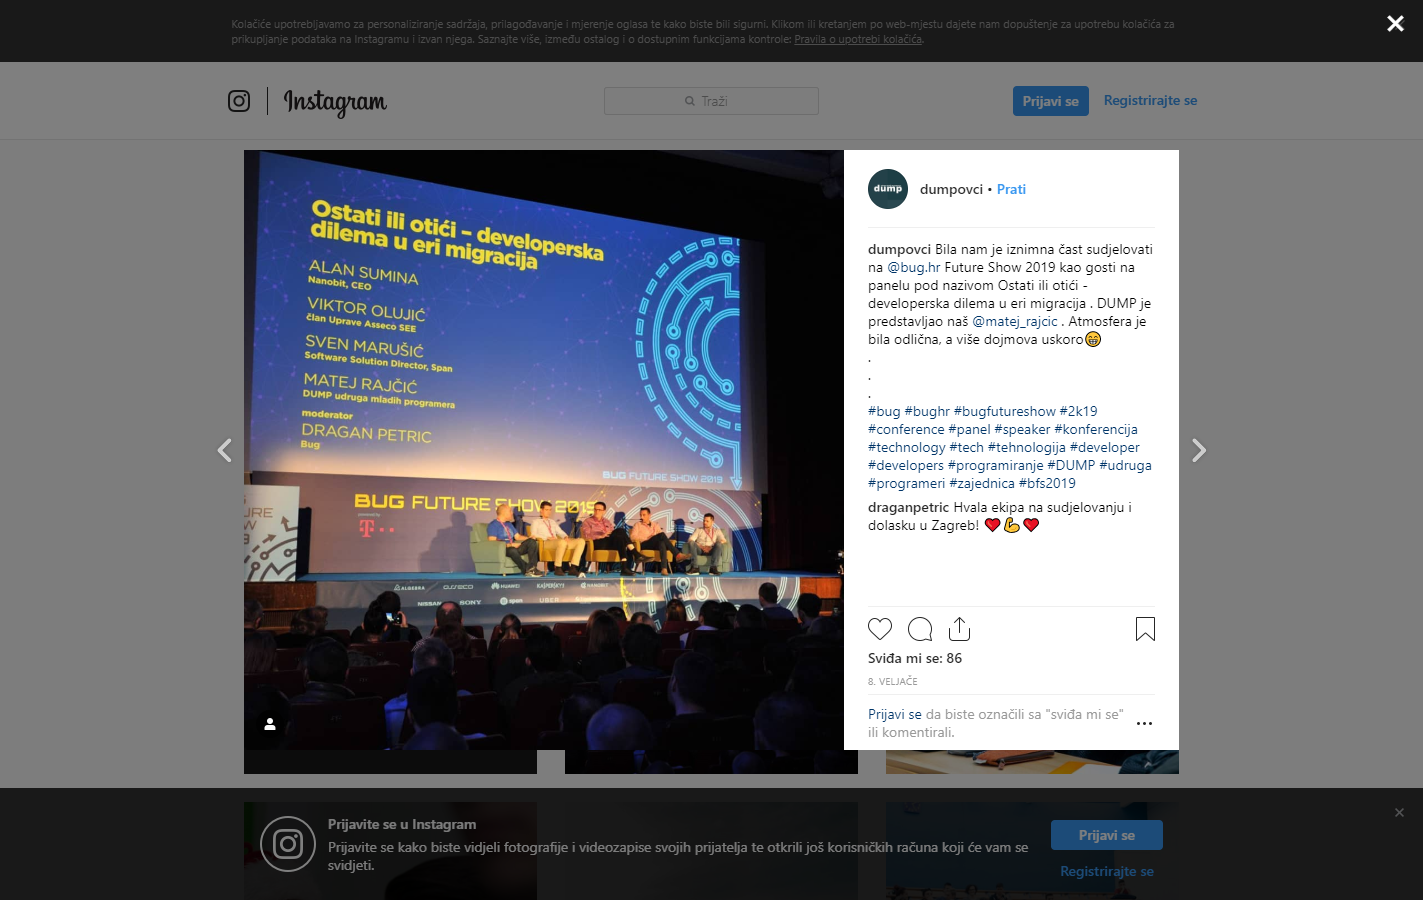 Kolačiće upotrebljavamo za personaliziranje sadržaja, prilagođavanje i mjerenje oglasa te kako biste bili sigurni. Klikom ili kretanjem po web-mjestu dajete nam dopuštenje za upotrebu kolačića za
prikupljanje podataka na Instagramu i izvan njega. Saznajte više, između ostalog i o dostupnim funkcijama kontrole: Pravila o upotrebi kolačića.
Instagram
Traži
Prijavi se
Registrirajte se
Ostati ili otići – developerska
dilema u eri migracija
ALAN SUMINA
Nanobit, CEO
VIKTOR OLUJIĆ
član Uprave Asseco SEE
SVEN MARUŠIĆ
Software Solution Director, Span
MATEJ RAJČIĆ
DUMP udruga mladih programera
moderator
DRAGAN PETRIC
Bug
BUG FUTURE SHOW 2019
BUG FUTURE SHOW 2019
T
ALGEBRA
HUAWEI
KASPERSKY
NANOBIT
NISSAN
SONY
span
UBER
dump
dumpovci • Prati
dumpovci Bila nam je iznimna čast sudjelovati
na @bug.hr Future Show 2019 kao gosti na
panelu pod nazivom Ostati ili otići -
developerska dilema u eri migracija . DUMP je
predstavljao naš @matej_rajcic . Atmosfera je
bila odlična, a više dojmova uskoro😁
.
.
.
#bug #bughr #bugfutureshow #2k19
#conference #panel #speaker #konferencija
#technology #tech #tehnologija #developer
#developers #programiranje #DUMP #udruga
#programeri #zajednica #bfs2019
draganpetric Hvala ekipa na sudjelovanju i
dolasku u Zagreb! ❤️💪❤️
Sviđa mi se: 86
8. VELJAČE
Prijavi se da biste označili sa "sviđa mi se"
ili komentirali.
Prijavite se u Instagram
Prijavite se kako biste vidjeli fotografije i videozapise svojih prijatelja te otkrili još korisničkih računa koji će vam se
svidjeti.
Prijavi se
Registrirajte se